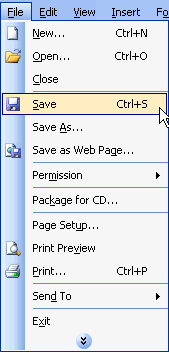 File Edit View Insert Fo
New... Ctrl+N
Open... Ctrl+O
Close
Save Ctrl+S
Save As...
Save as Web Page...
Permission
Package for CD...
Page Setup...
Print Preview
Print... Ctrl+P
Send To
Exit